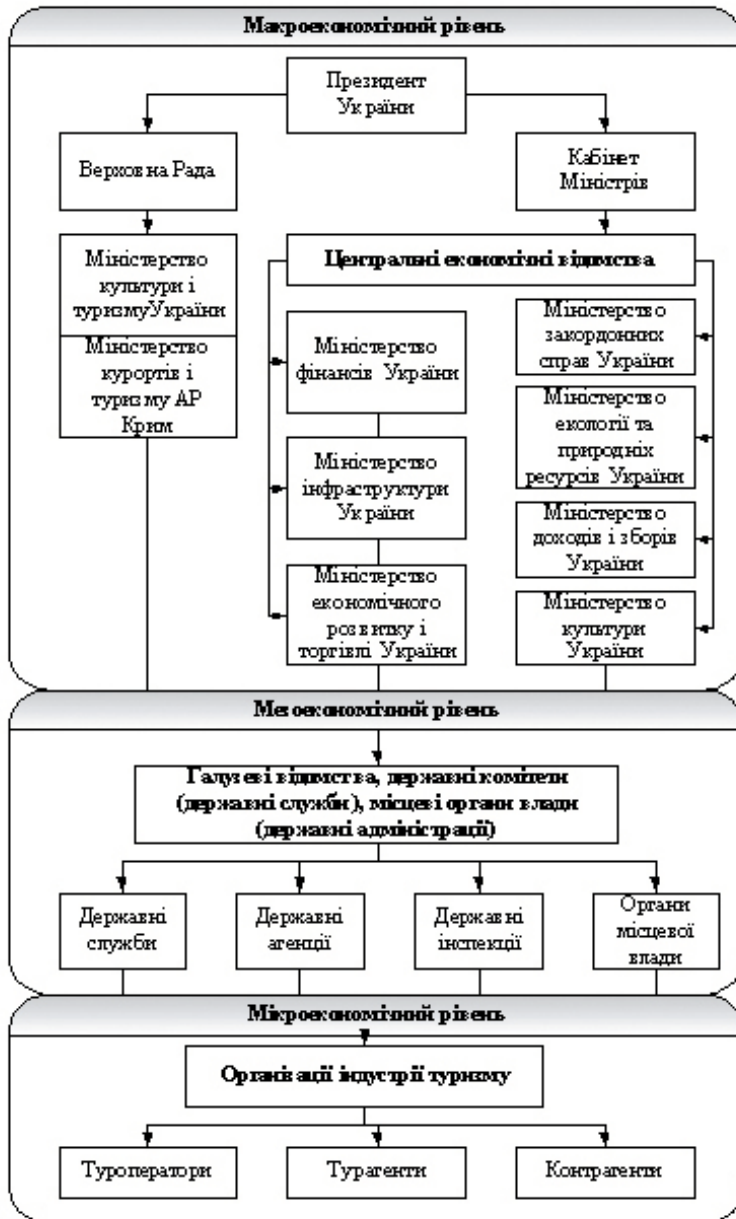 Макроекономічний рівень
Президент
України
Верховна Рада
Кабінет
Міністрів
Міністерство
культури і
туризмуУкраїни
Міністерство
курортів і
туризму АР
Крим
Центральні економічні відомства
Міністерство
фінансів України
Міністерство
інфраструктури
України
Міністерство
економічного
розвитку і
торгівлі України
Міністерство
закордонних
справ України
Міністерство
екології та
природніх
ресурсів України
Міністерство
доходів і зборів
України
Міністерство
культури
України
Мезоекономічний рівень
Галузеві відомства, державні комітети
(державні служби), місцеві органи влади
(державні адміністрації)
Державні
служби
Державні
агенції
Державні
інспекції
Органи
місцевої
влади
Мікроекономічний рівень
Організації індустрії туризму
Туроператори
Турагенти
Контрагенти